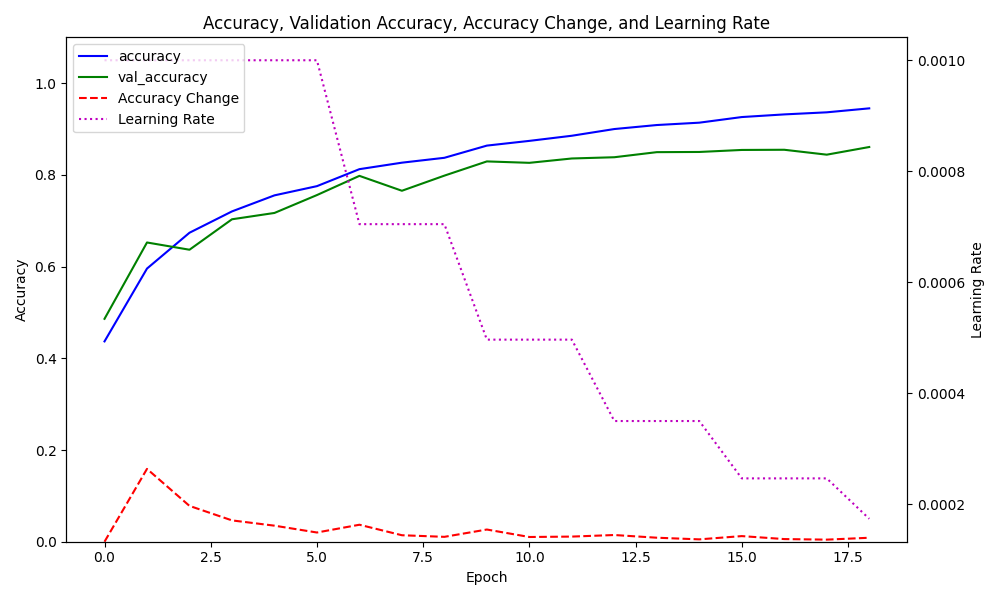 Accuracy, Validation Accuracy, Accuracy Change, and Learning Rate
accuracy
val_accuracy
Accuracy Change
Learning Rate
1.0
0.8
0.6
0.4
0.2
0.0
Accuracy
0.0010
0.0008
0.0006
0.0004
0.0002
Learning Rate
0.0 2.5 5.0 7.5 10.0 12.5 15.0 17.5
Epoch